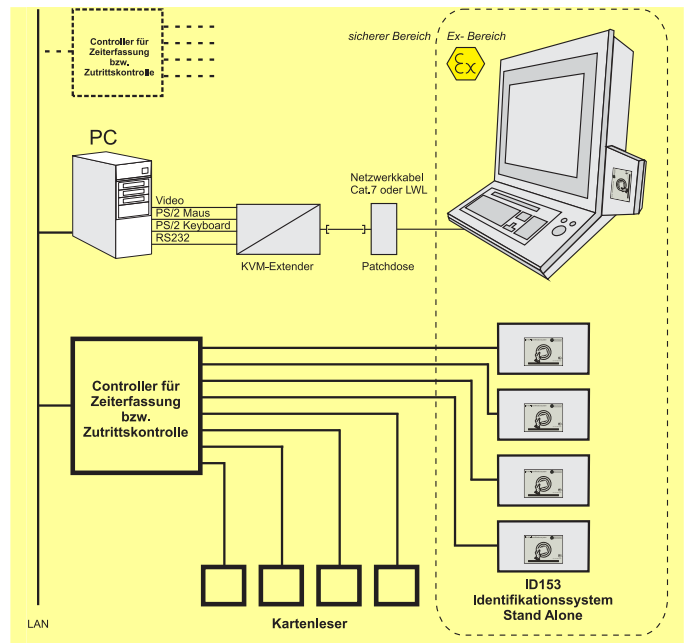 Controller für
Zeiterfassung
bzw.
Zutrittskontrolle
sicherer Bereich
Ex- Bereich
Ex
PC
Video
PS/2 Maus
PS/2 Keyboard
RS232
KVM-Extender
Netzwerkkabel
Cat.7 oder LWL
Patchdose
Controller für
Zeiterfassung
bzw.
Zutrittskontrolle
Kartenleser
ID153
Identifikationssystem
Stand Alone
LAN